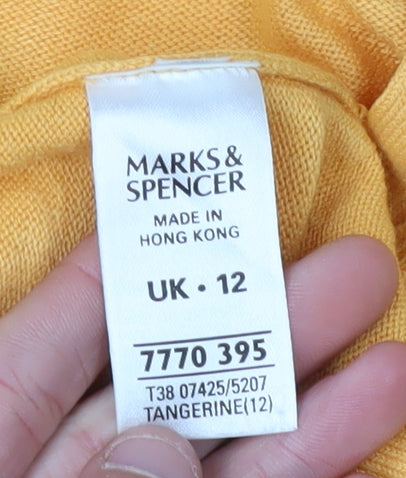 MARKS &
SPENCER
MADE IN
HONG KONG
UK • 12
7770 395
T38 07425/5207
TANGERINE(12)